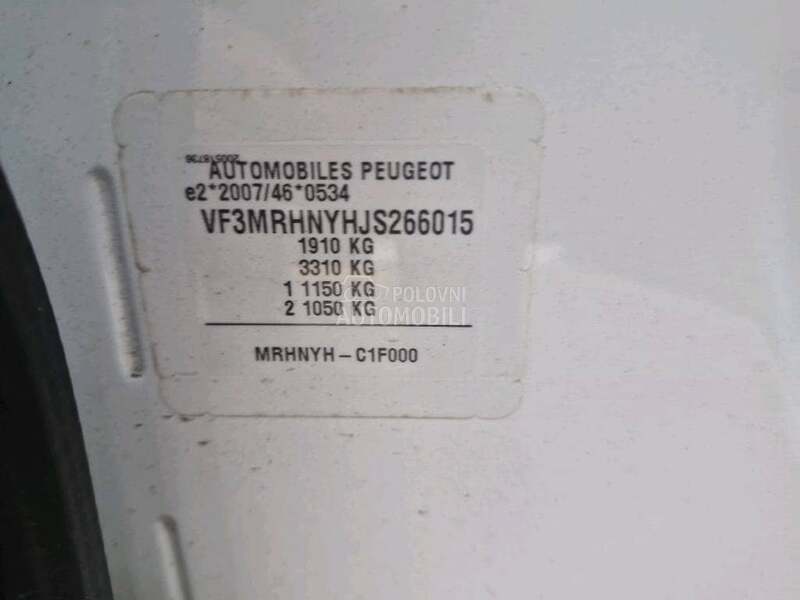 200518736
AUTOMOBILES PEUGEOT
e2*2007/46*0534
VF3MRHNYHJS266015
1910 KG
3310 KG
1 1150 KG
2 1050 KG
POLOVNI
AUTOMOBILI
MRHNYH - C1F000